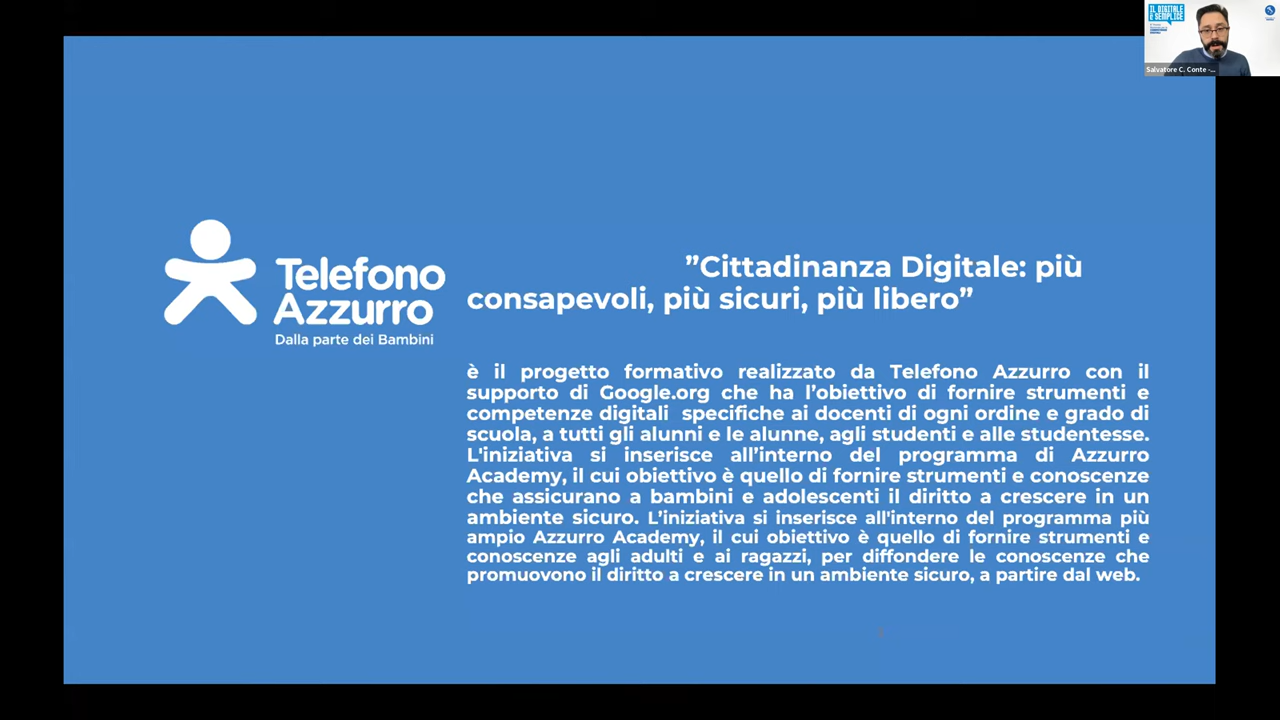 IL DIGITALE
È SEMPLICE
Salvatore C. Conte -...
Telefono
Azzurro
Dalla parte dei Bambini
”Cittadinanza Digitale: più
consapevoli, più sicuri, più libero”
è il progetto formativo realizzato da Telefono Azzurro con il
supporto di Google.org che ha l’obiettivo di fornire strumenti e
competenze digitali specifiche ai docenti di ogni ordine e grado di
scuola, a tutti gli alunni e le alunne, agli studenti e alle studentesse.
L'iniziativa si inserisce all’interno del programma di Azzurro
Academy, il cui obiettivo è quello di fornire strumenti e conoscenze
che assicurano a bambini e adolescenti il diritto a crescere in un
ambiente sicuro. L’iniziativa si inserisce all'interno del programma più
ampio Azzurro Academy, il cui obiettivo è quello di fornire strumenti e
conoscenze agli adulti e ai ragazzi, per diffondere le conoscenze che
promuovono il diritto a crescere in un ambiente sicuro, a partire dal web.